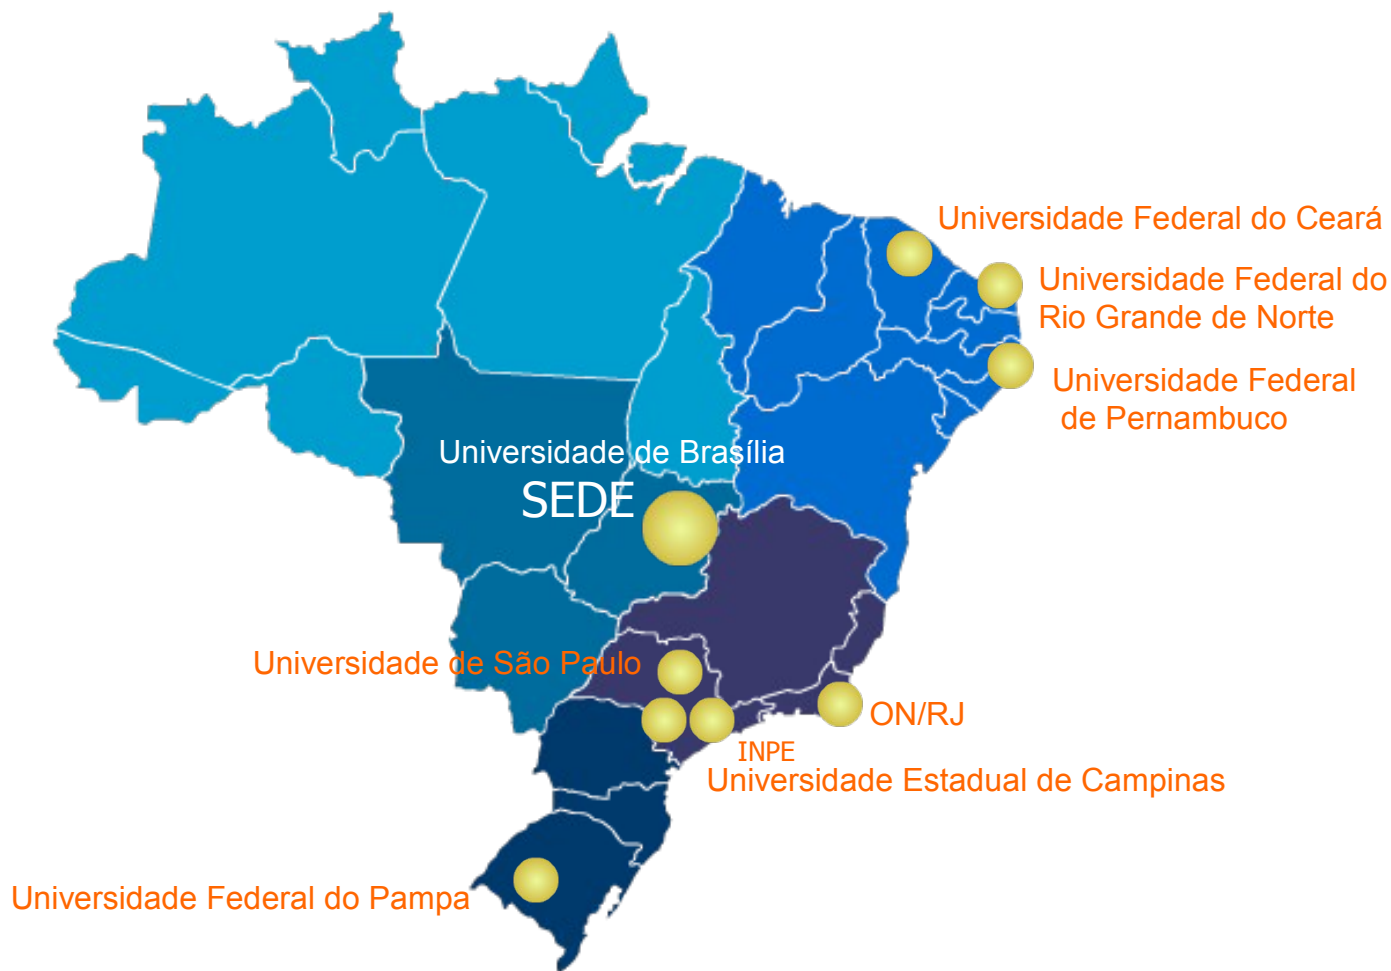 Universidade Federal do Ceará
Universidade Federal do
Rio Grande de Norte
Universidade Federal
de Pernambuco
Universidade de Brasília
SEDE
Universidade de São Paulo
ON/RJ
INPE
Universidade Estadual de Campinas
Universidade Federal do Pampa